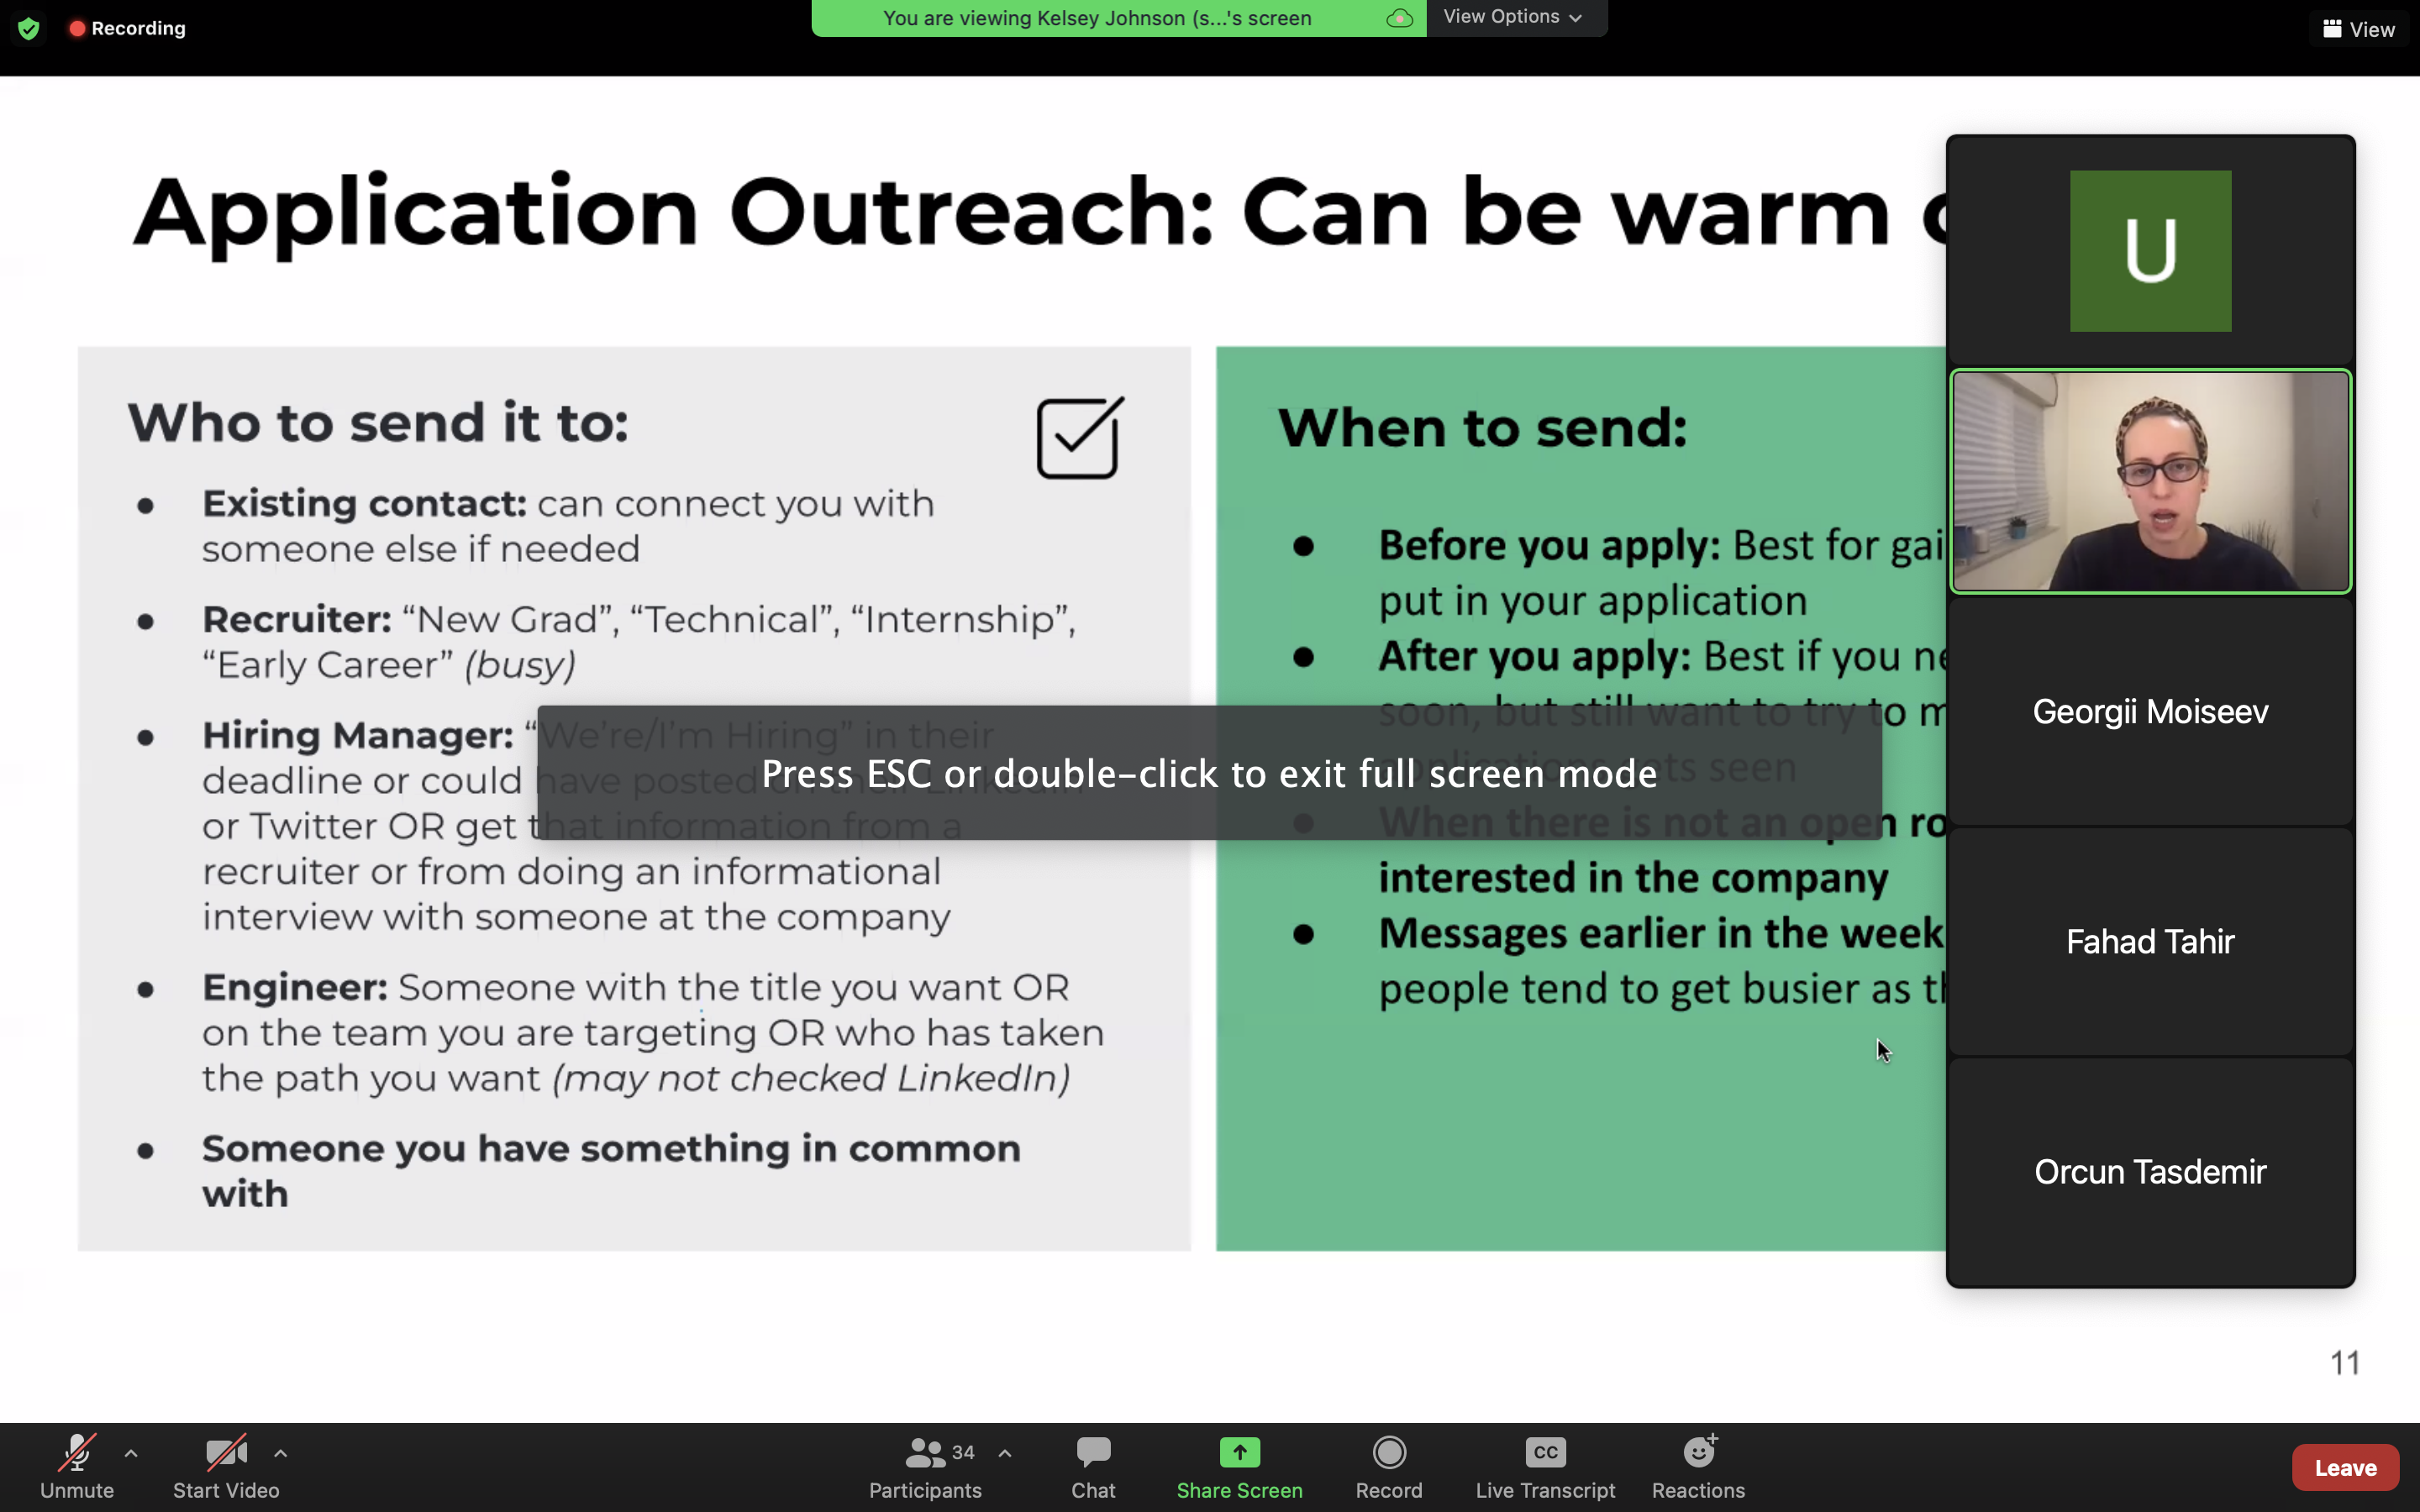 Recording
You are viewing Kelsey Johnson (s...'s screen
View Options
View
Application Outreach: Can be warm
Who to send it to:
Existing contact: can connect you with
someone else if needed
Recruiter: “New Grad”, “Technical”, “Internship”,
“Early Career” (busy)
Hiring Manager: “We’re/I’m Hiring” in their
deadline or could have posted on their LinkedIn
or Twitter OR get that information from a
recruiter or from doing an informational
interview with someone at the company
Engineer: Someone with the title you want OR
on the team you are targeting OR who has taken
the path you want (may not checked LinkedIn)
Someone you have something in common
with
When to send:
Before you apply: Best for gai
put in your application
After you apply: Best if you ne
soon, but still want to try to m
applications gets seen
When there is not an open ro
interested in the company
Messages earlier in the week
people tend to get busier as th
Press ESC or double-click to exit full screen mode
U
Georgii Moiseev
Fahad Tahir
Orcun Tasdemir
11
Unmute
Start Video
34
Participants
Chat
Share Screen
Record
CC
Live Transcript
Reactions
Leave